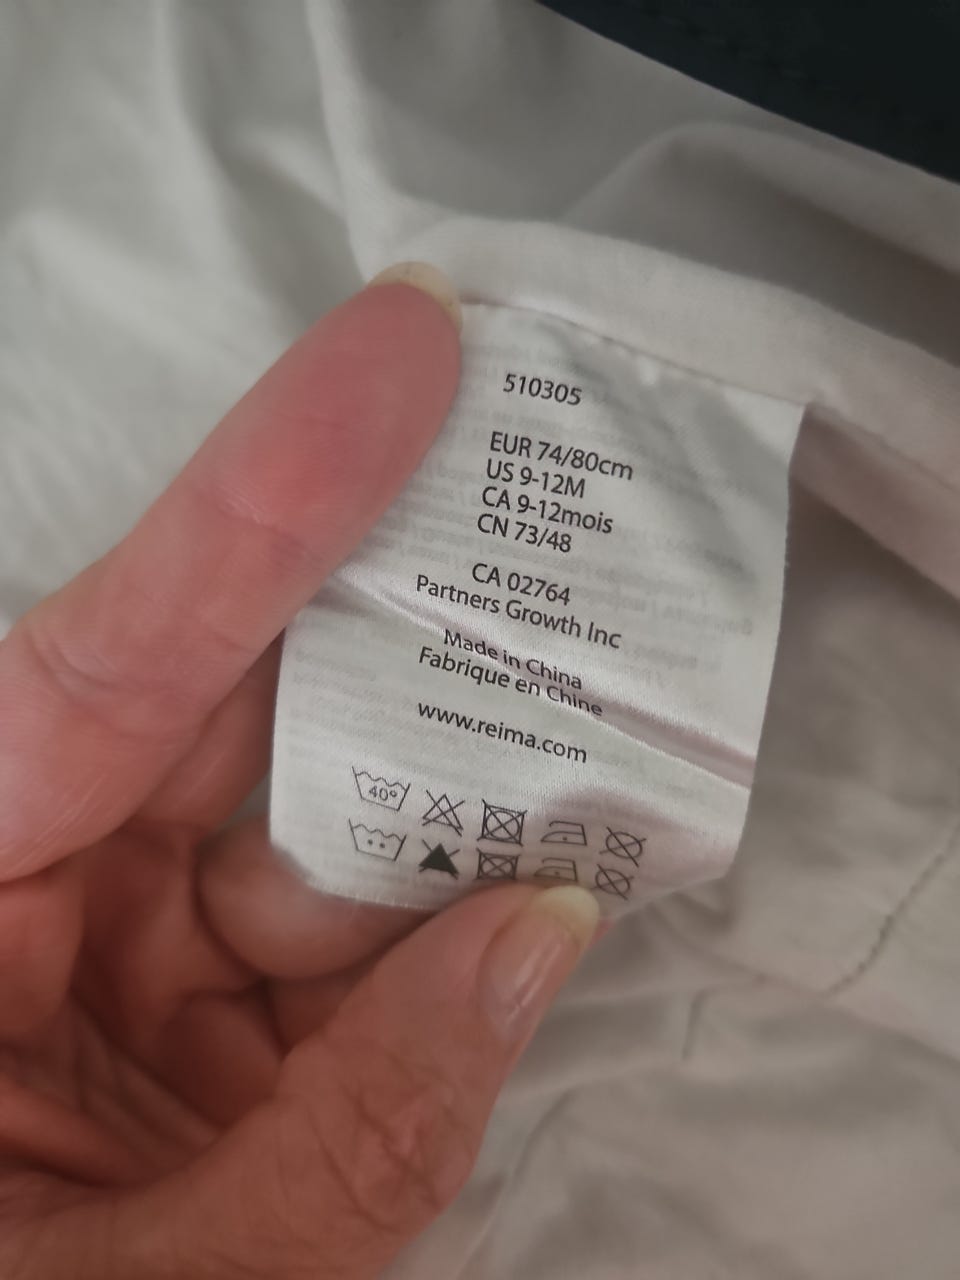 510305
EUR 74/80cm
US 9-12M
CA 9-12mois
CN 73/48
CA 02764
Partners Growth Inc
Made in China
Fabrique en Chine
www.reima.com
40°